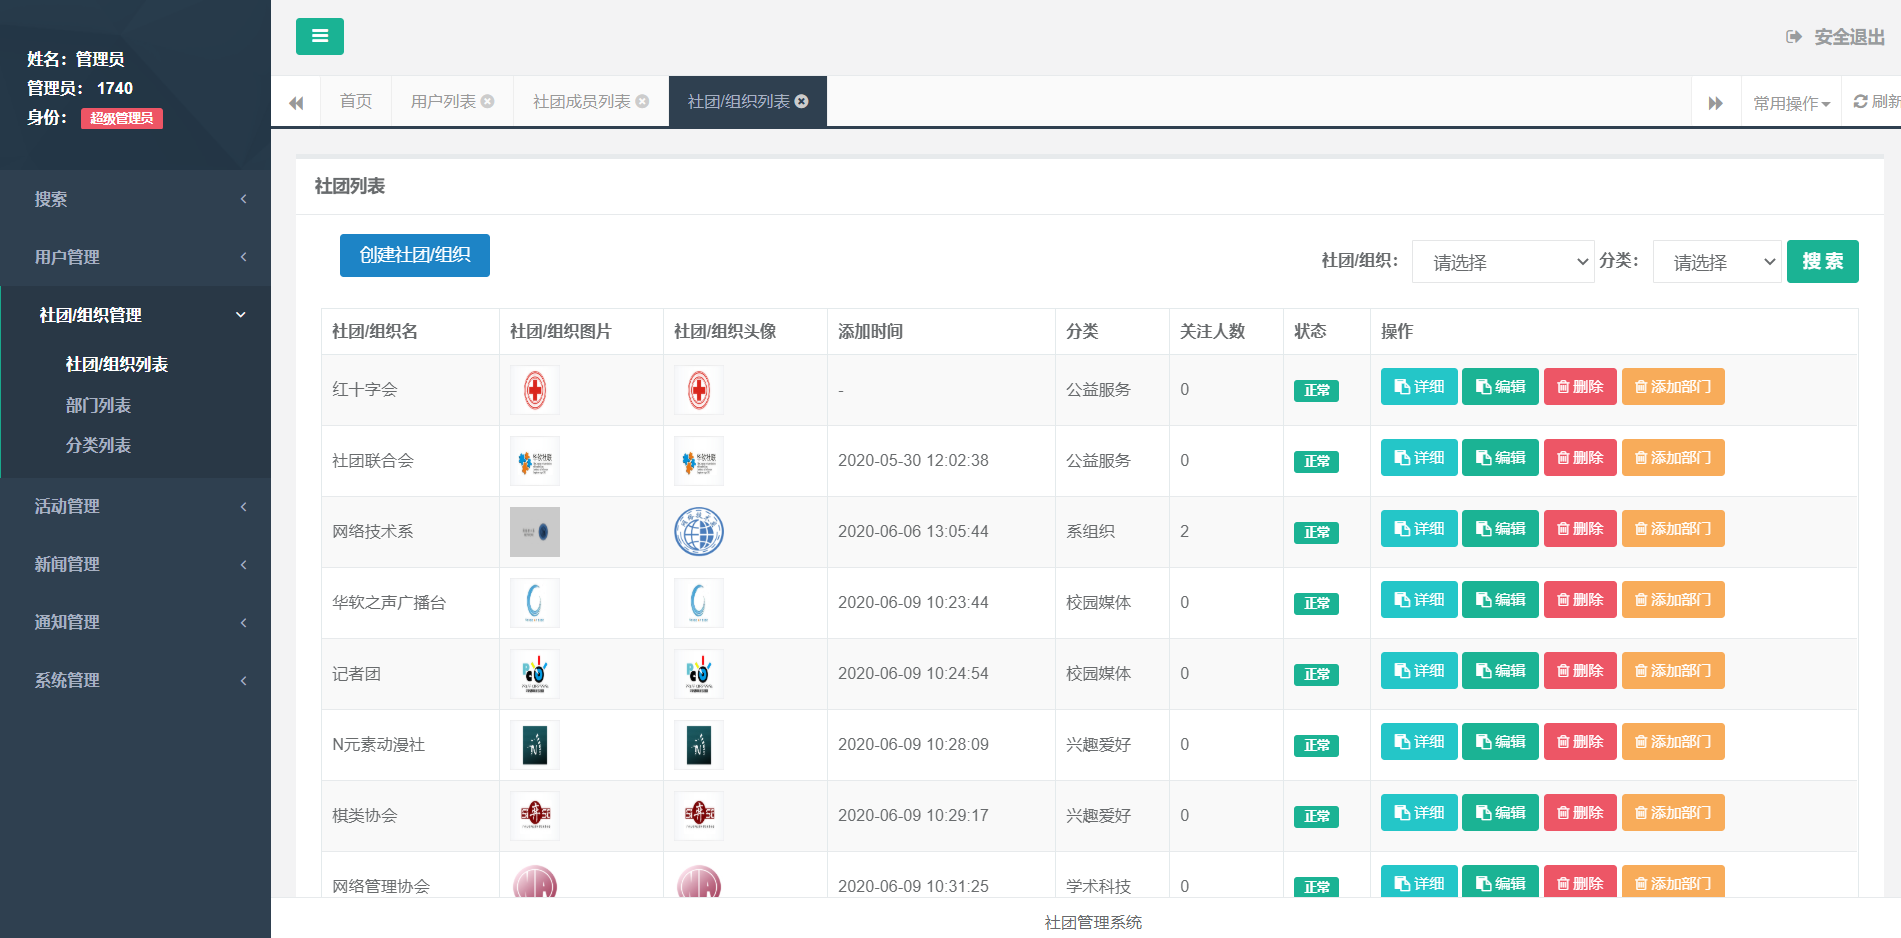 姓名：管理员
管理员： 1740
身份： 超级管理员
搜索
用户管理
社团/组织管理
社团/组织列表
部门列表
分类列表
活动管理
新闻管理
通知管理
系统管理
安全退出
首页 用户列表 社团成员列表 社团/组织列表 常用操作 刷新
社团列表
创建社团/组织 社团/组织： 请选择 分类： 请选择 搜 索
社团/组织名 社团/组织图片 社团/组织头像 添加时间 分类 关注人数 状态 操作
红十字会 - 公益服务 0 正常 详细 编辑 删除 添加部门
社团联合会 2020-05-30 12:02:38 公益服务 0 正常 详细 编辑 删除 添加部门
网络技术系 2020-06-06 13:05:44 系组织 2 正常 详细 编辑 删除 添加部门
华软之声广播台 2020-06-09 10:23:44 校园媒体 0 正常 详细 编辑 删除 添加部门
记者团 2020-06-09 10:24:54 校园媒体 0 正常 详细 编辑 删除 添加部门
N元素动漫社 2020-06-09 10:28:09 兴趣爱好 0 正常 详细 编辑 删除 添加部门
棋类协会 2020-06-09 10:29:17 兴趣爱好 0 正常 详细 编辑 删除 添加部门
网络管理协会 2020-06-09 10:31:25 学术科技 0 正常 详细 编辑 删除 添加部门
社团管理系统